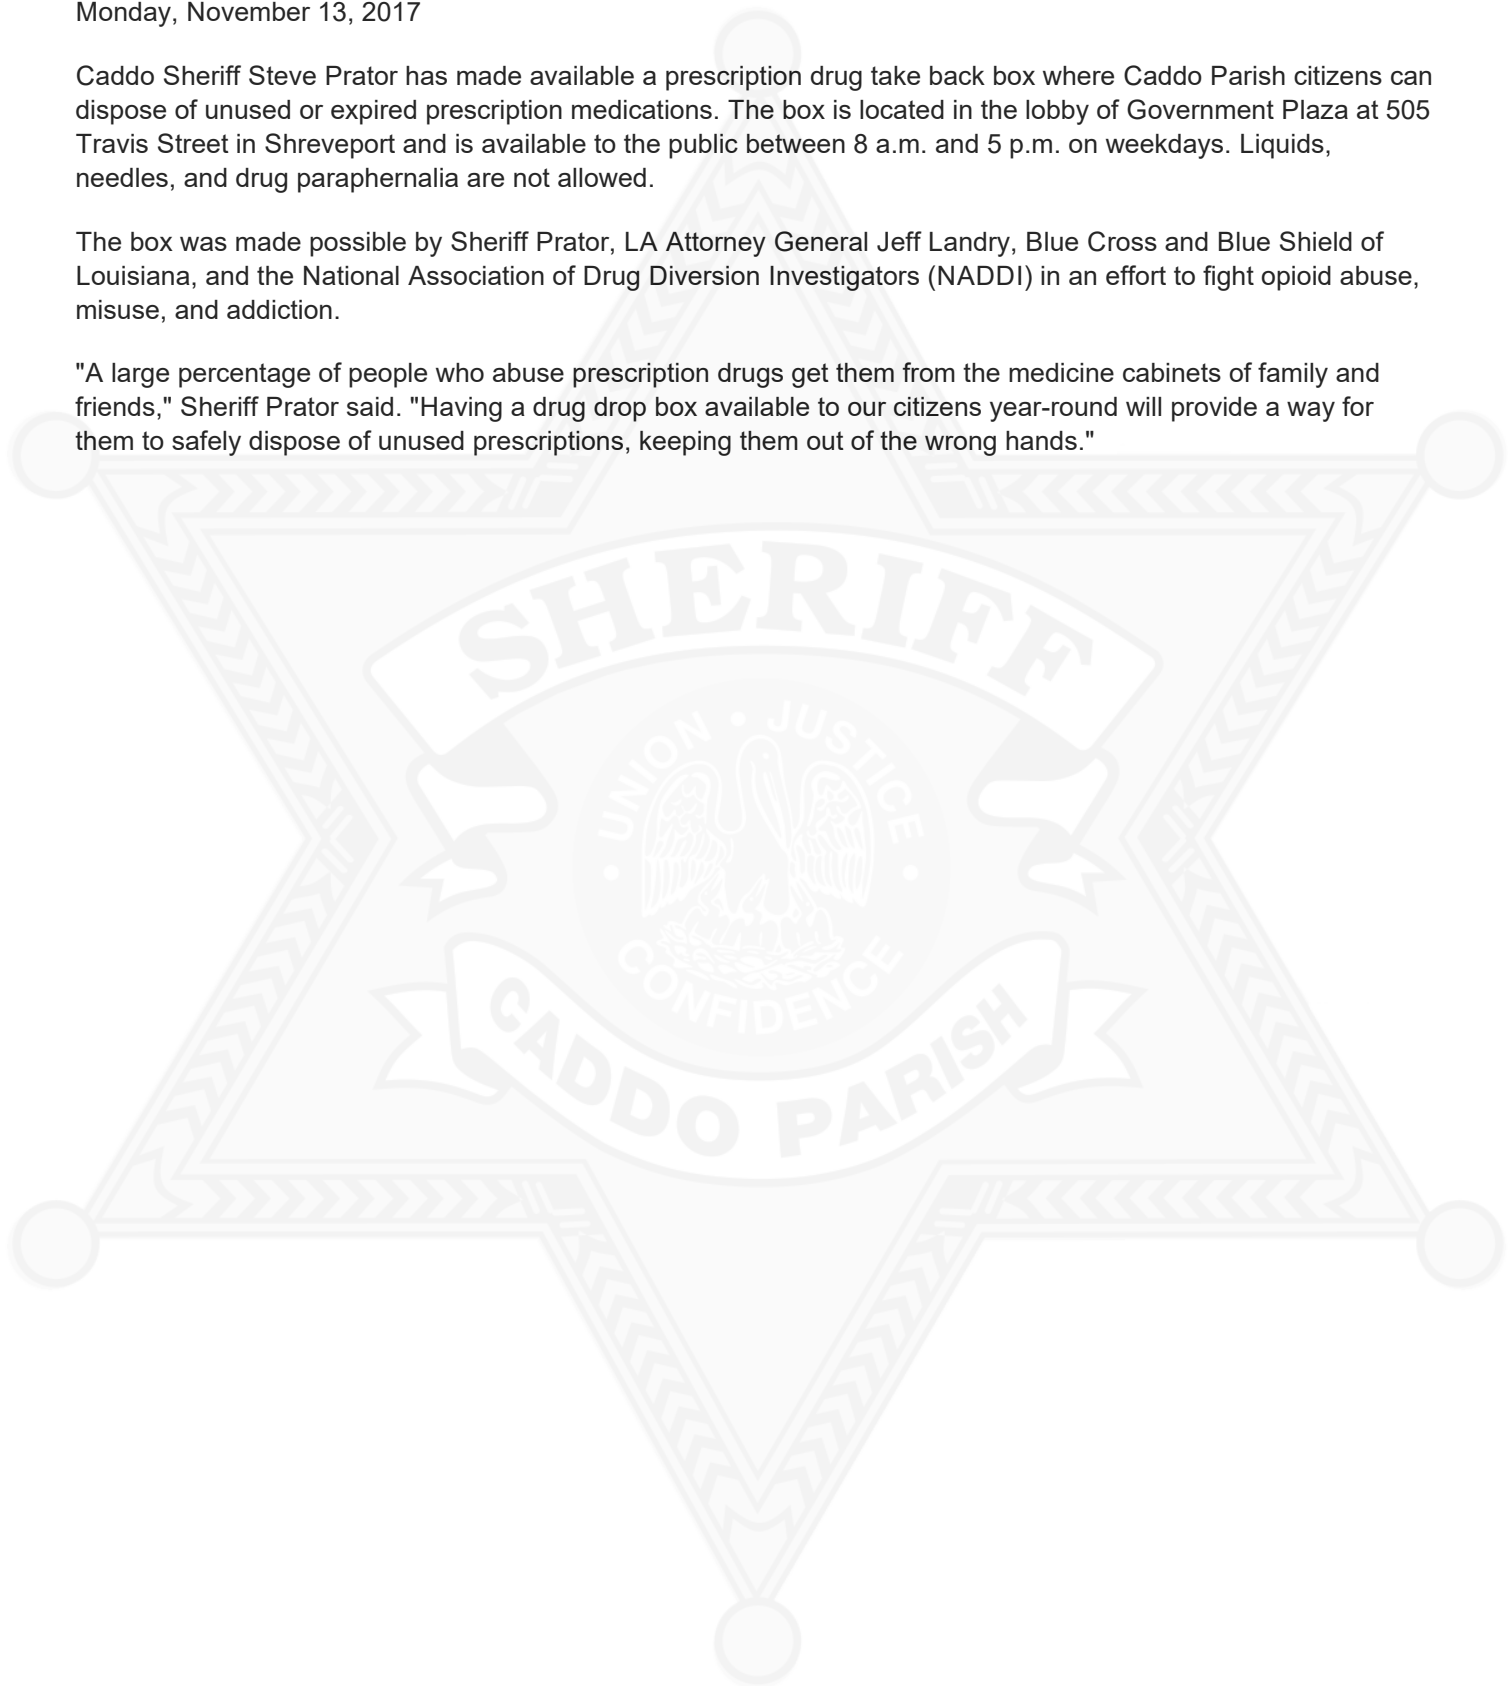 Monday, November 13, 2017
Caddo Sheriff Steve Prator has made available a prescription drug take back box where Caddo Parish citizens can
dispose of unused or expired prescription medications. The box is located in the lobby of Government Plaza at 505
Travis Street in Shreveport and is available to the public between 8 a.m. and 5 p.m. on weekdays. Liquids,
needles, and drug paraphernalia are not allowed.
The box was made possible by Sheriff Prator, LA Attorney General Jeff Landry, Blue Cross and Blue Shield of
Louisiana, and the National Association of Drug Diversion Investigators (NADDI) in an effort to fight opioid abuse,
misuse, and addiction.
"A large percentage of people who abuse prescription drugs get them from the medicine cabinets of family and
friends," Sheriff Prator said. "Having a drug drop box available to our citizens year-round will provide a way for
them to safely dispose of unused prescriptions, keeping them out of the wrong hands."
SHERIFF
UNION • JUSTICE
• CONFIDENCE •
CADDO PARISH